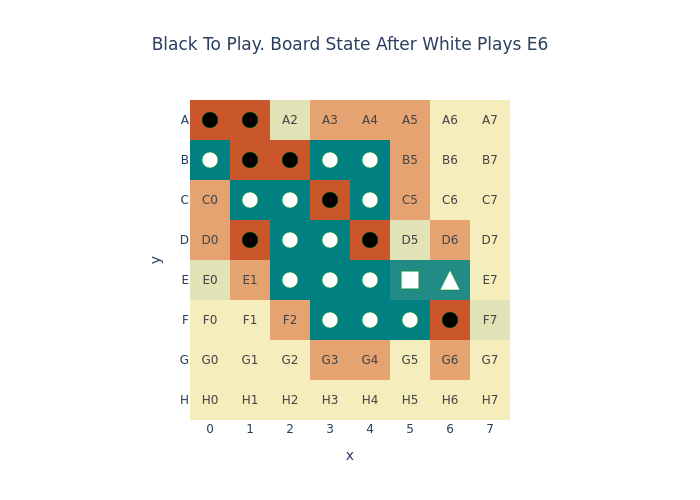 Black To Play. Board State After White Plays E6
A A2 A3 A4 A5 A6 A7
B B5 B6 B7
C C0 C5 C6 C7
D D0 D5 D6 D7
E E0 E1 E7
F F0 F1 F2 F7
G G0 G1 G2 G3 G4 G5 G6 G7
H H0 H1 H2 H3 H4 H5 H6 H7
0 1 2 3 4 5 6 7
x
y